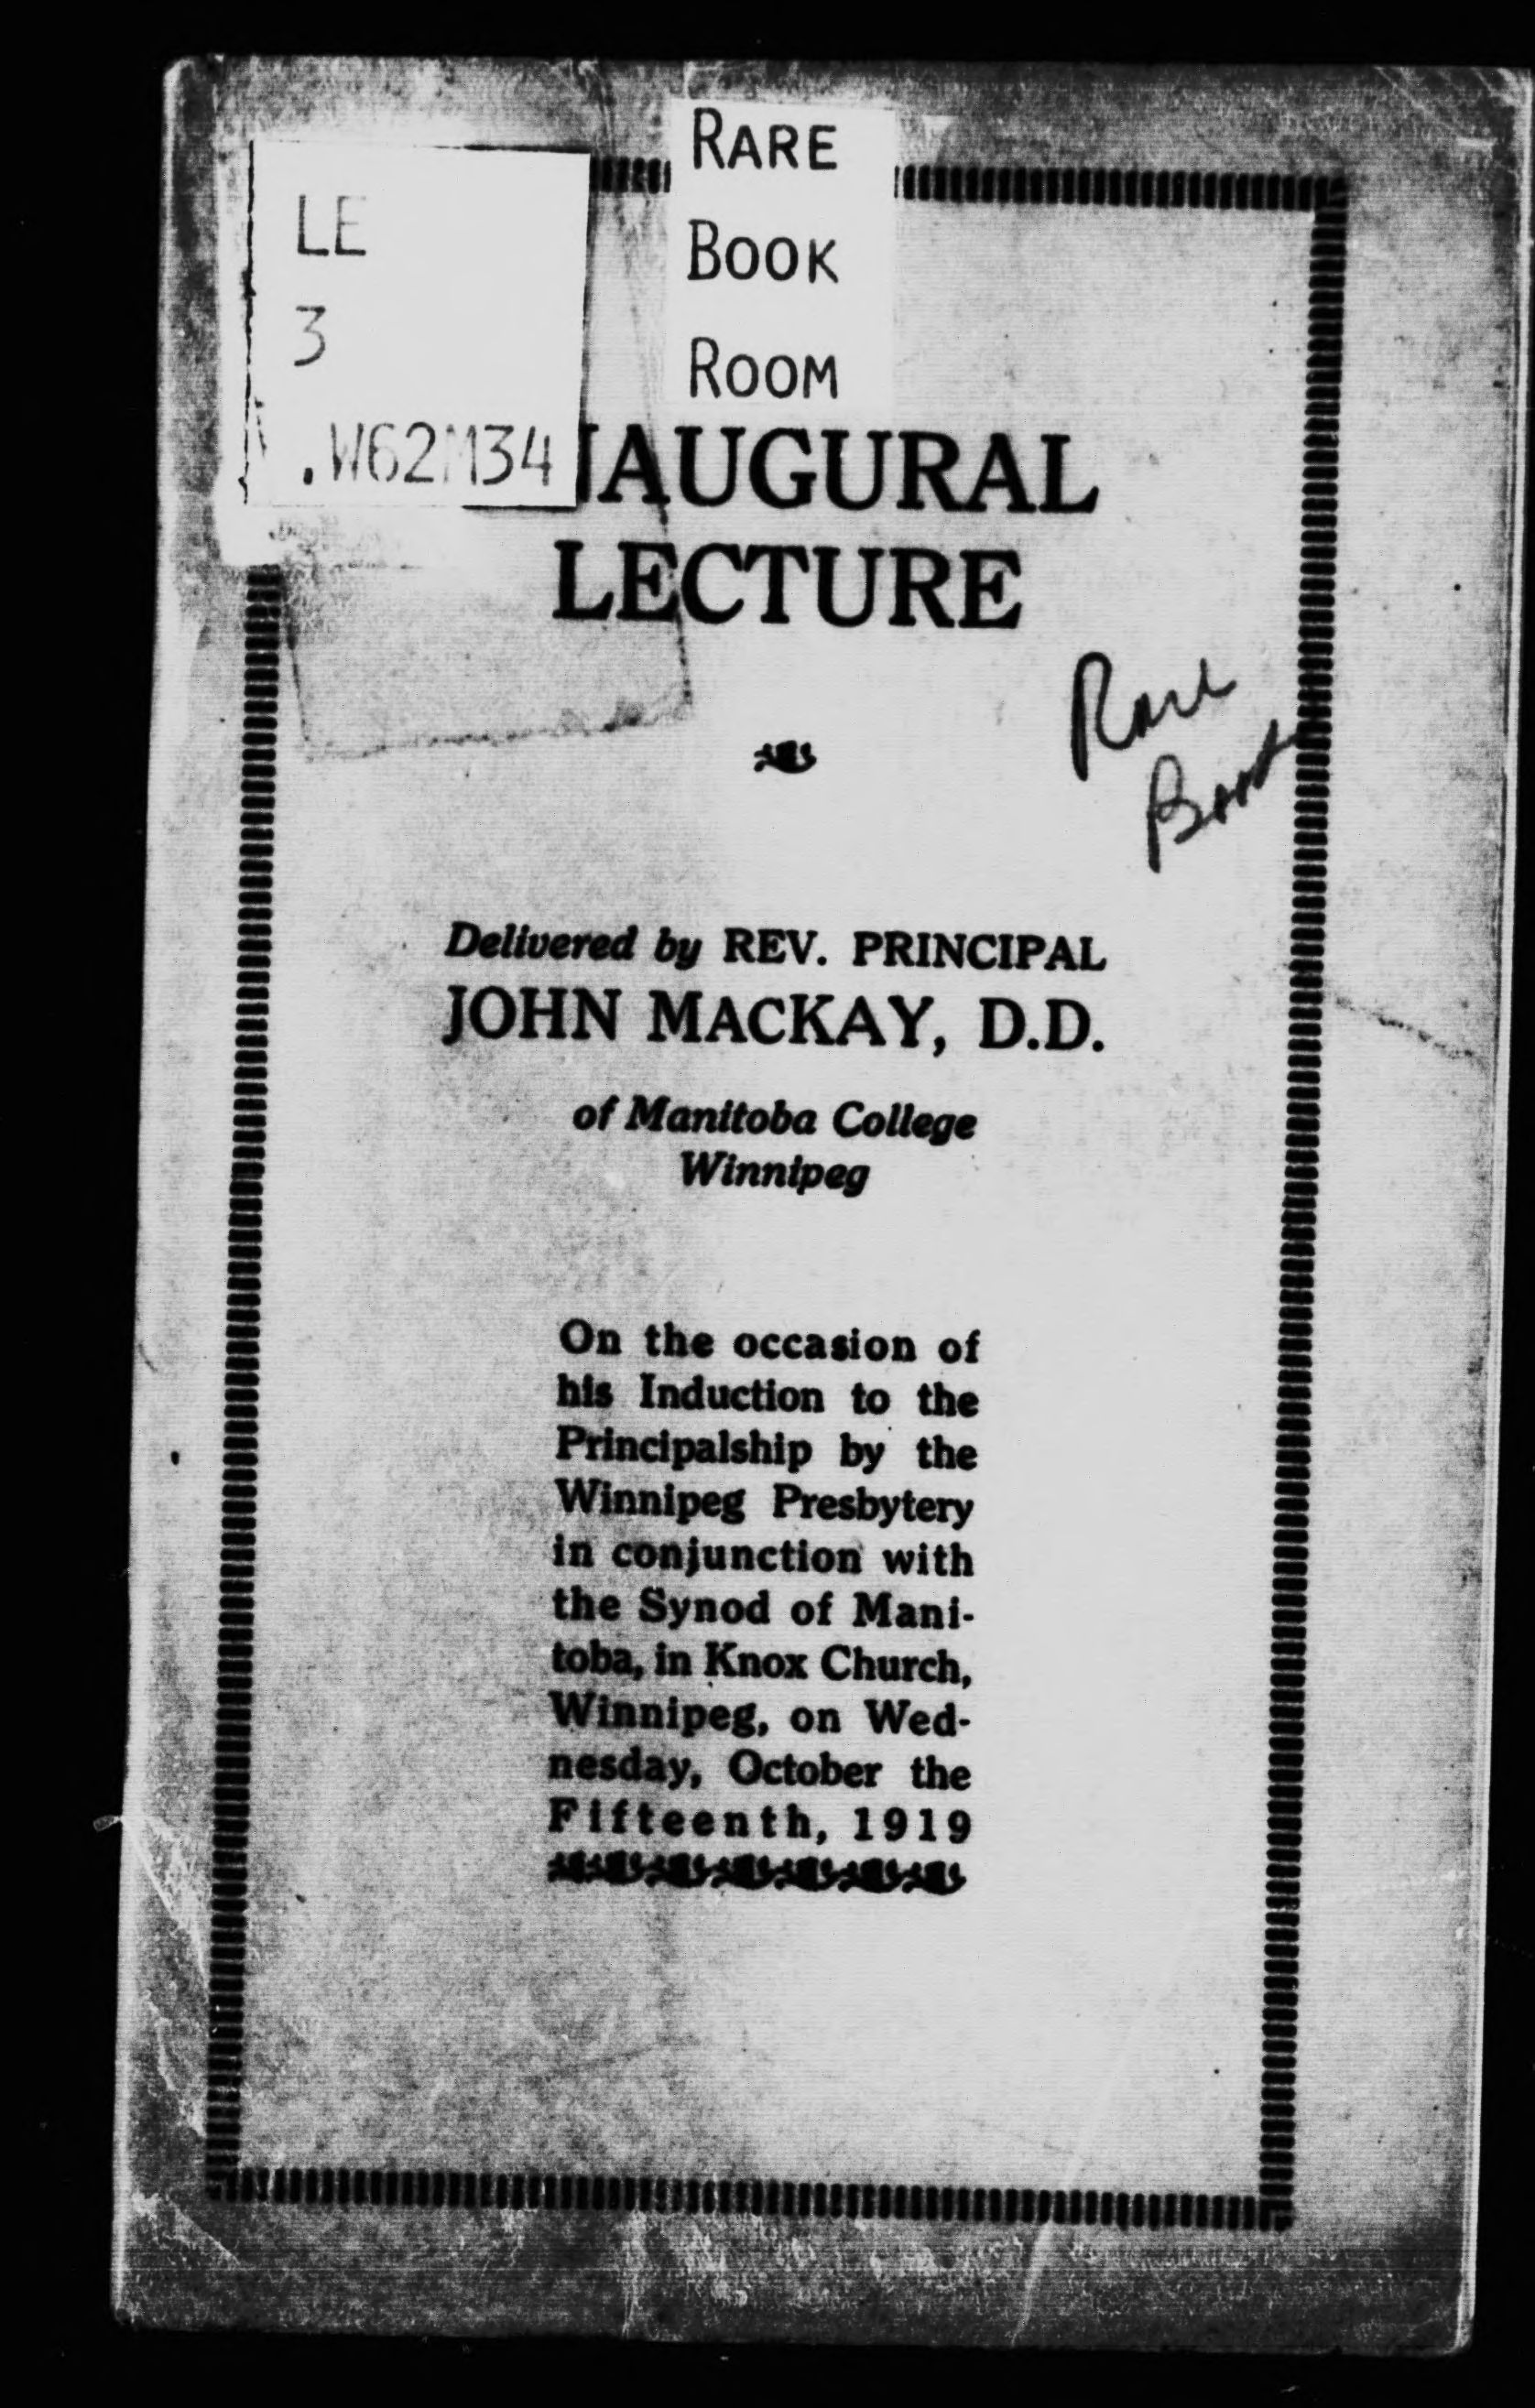 RARE
BOOK
ROOM
LE
3
.W62M34
NAUGURAL
LECTURE
Rare
Book
Delivered by REV. PRINCIPAL
JOHN MACKAY, D.D.
of Manitoba College
Winnipeg
On the occasion of
his Induction to the
Principalship by the
Winnipeg Presbytery
in conjunction with
the Synod of Mani-
toba, in Knox Church,
Winnipeg, on Wed-
nesday, October the
Fifteenth, 1919